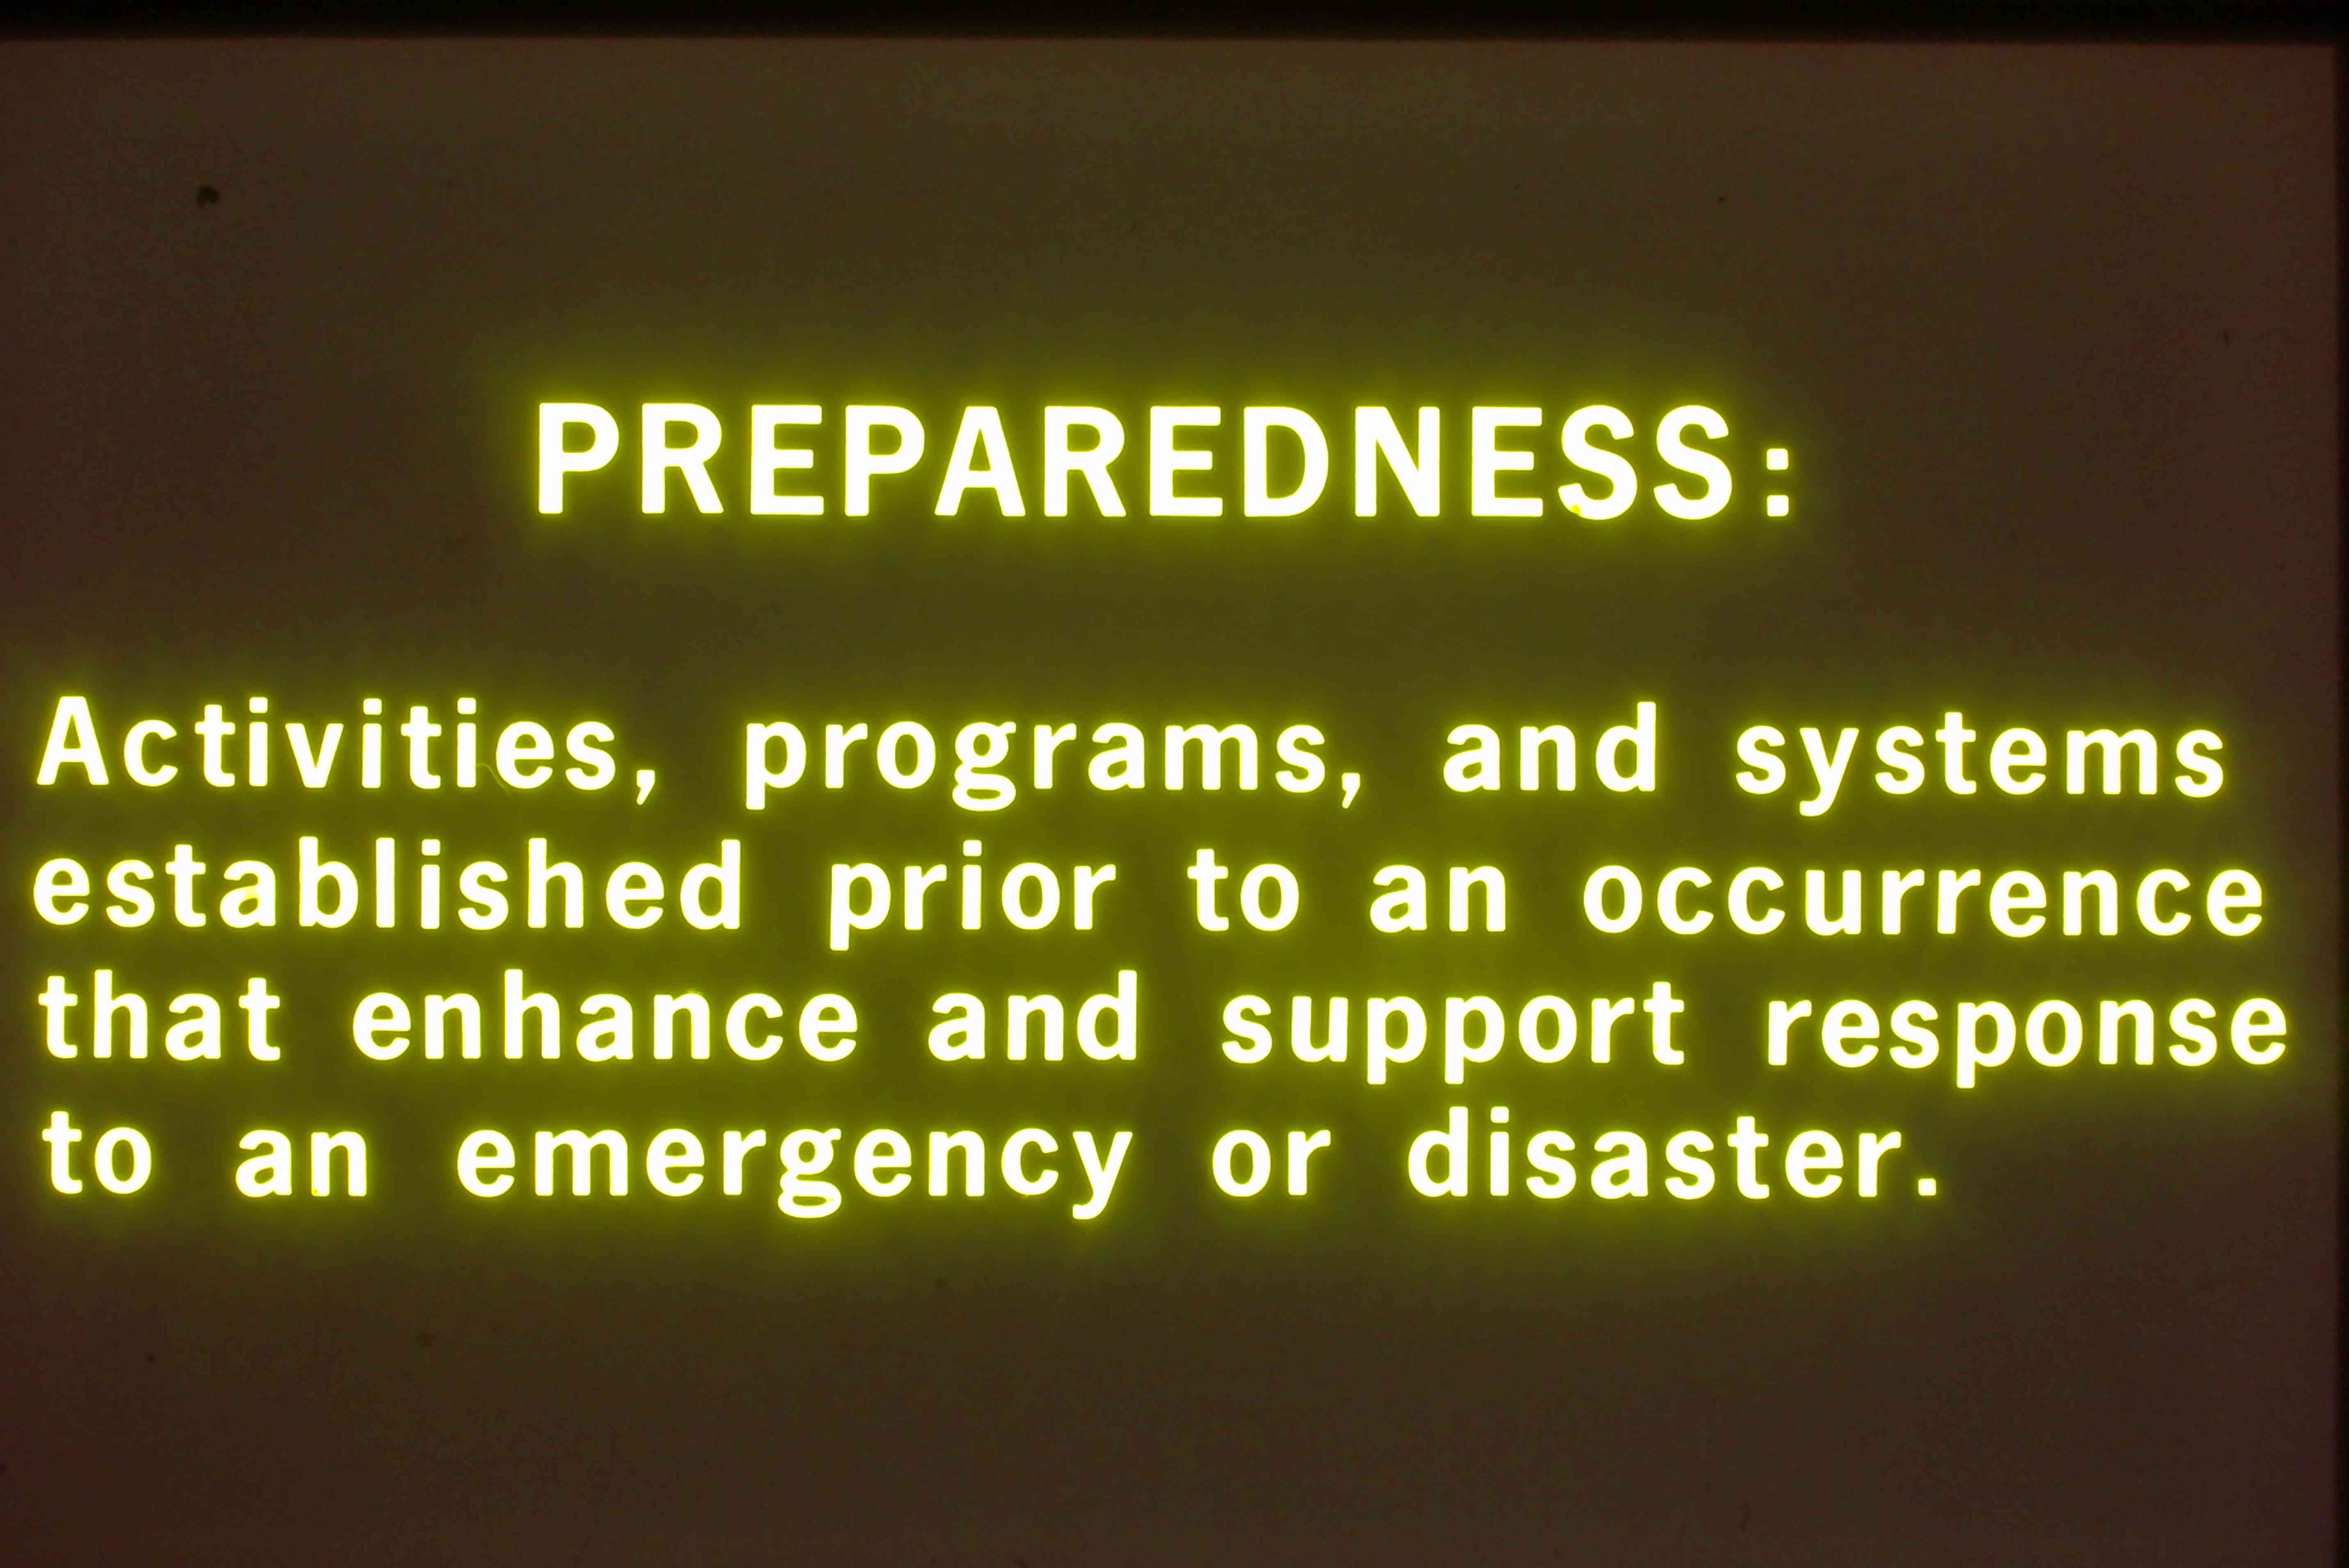 PREPAREDNESS:
Activities, programs, and systems
established prior to an occurrence
that enhance and support response
to an emergency or disaster.